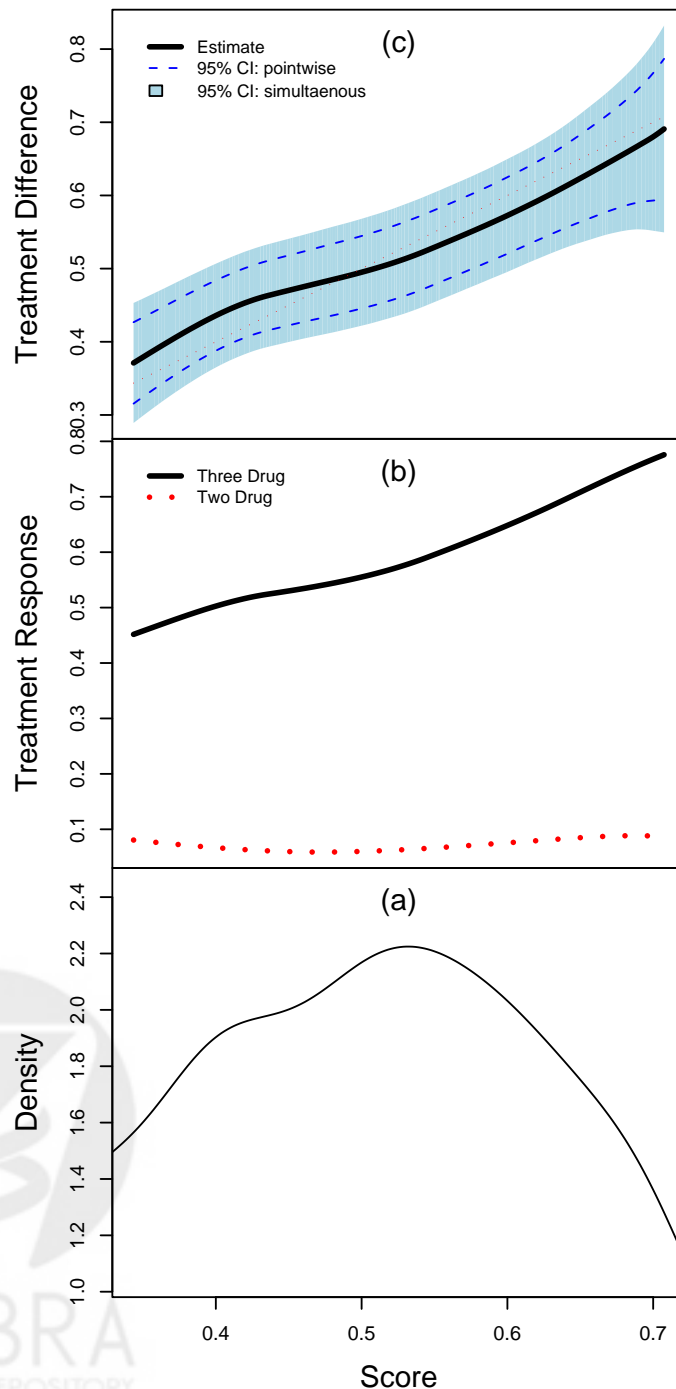 (c)
Estimate
95% CI: pointwise
95% CI: simultaenous
Treatment Difference
0.8
0.7
0.6
0.5
0.4
0.3
(b)
Three Drug
Two Drug
Treatment Response
0.8
0.7
0.6
0.5
0.4
0.3
0.2
0.1
(a)
Density
2.4
2.2
2.0
1.8
1.6
1.4
1.2
1.0
0.4 0.5 0.6 0.7
Score
BRA
EPOSITORY